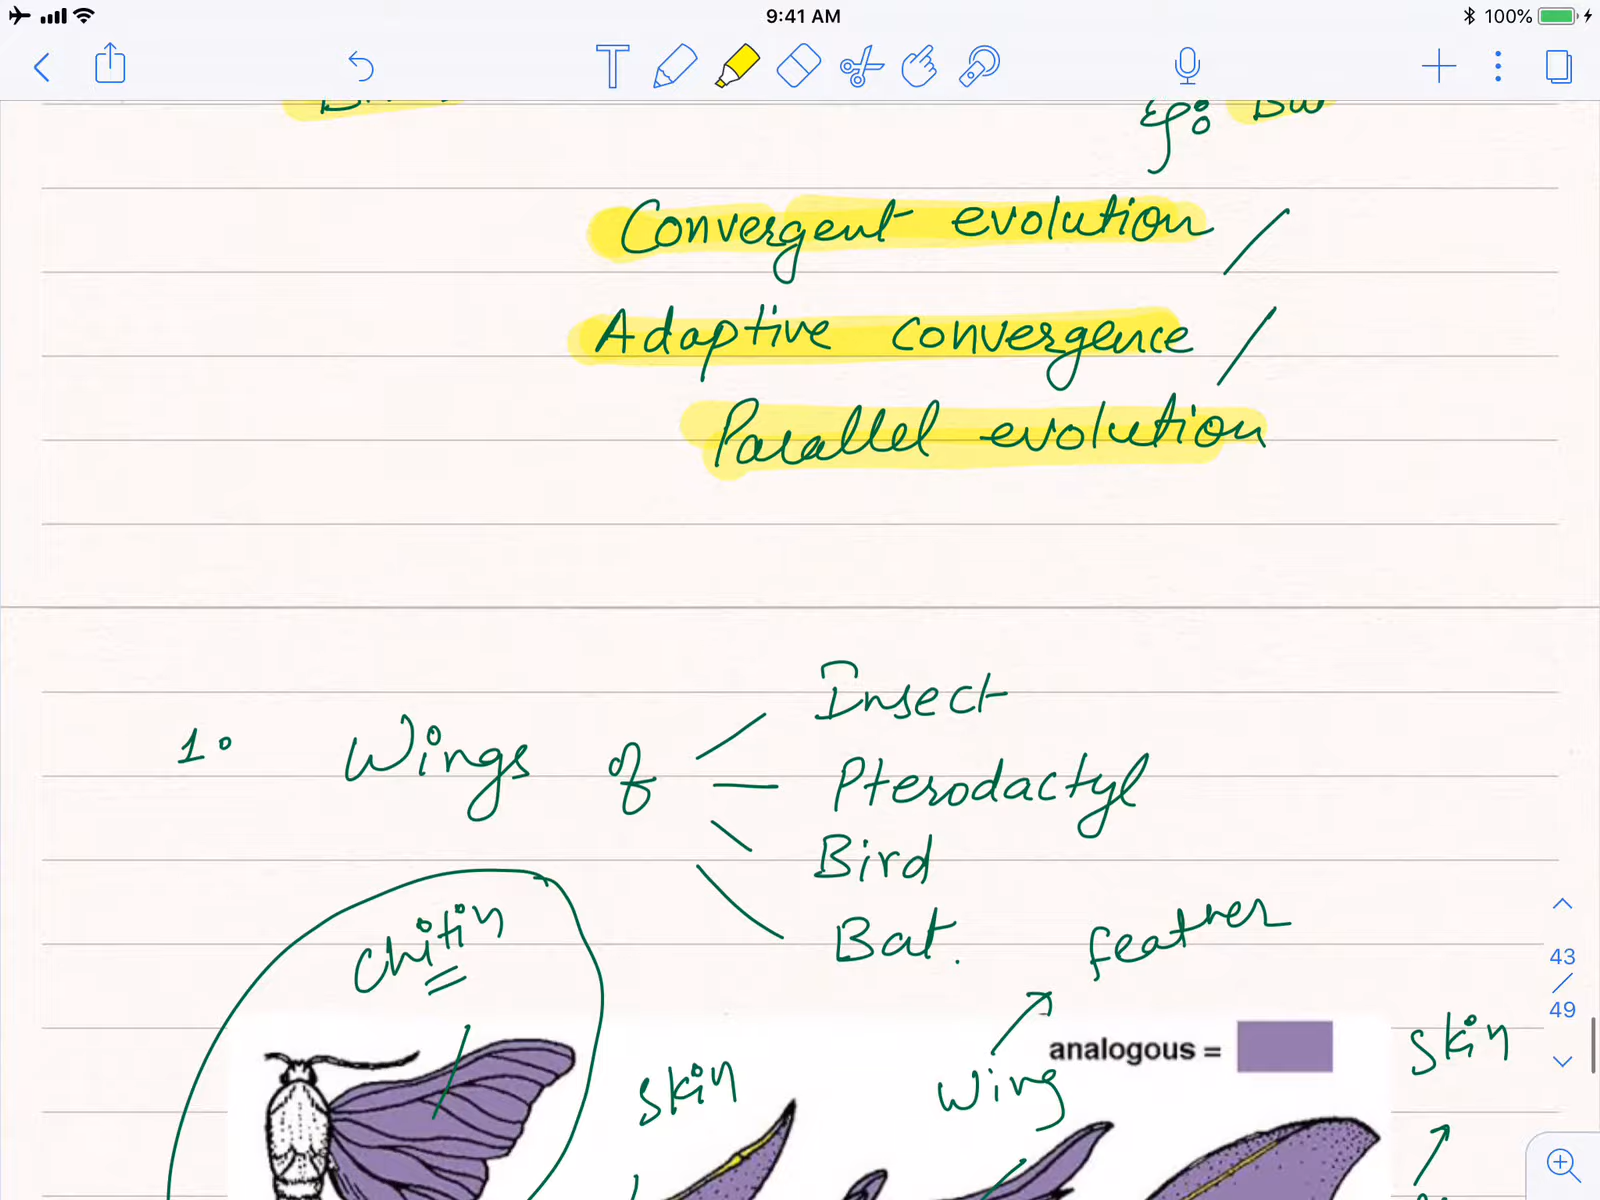 9:41 AM
100%
eg:
Convergent evolution /
Adaptive convergence /
Parallel evolution
1. Wings of
Insect
Pterodactyl
Bird
Bat.
feather
chitin
43
/
49
skin
analogous =
skin
wing